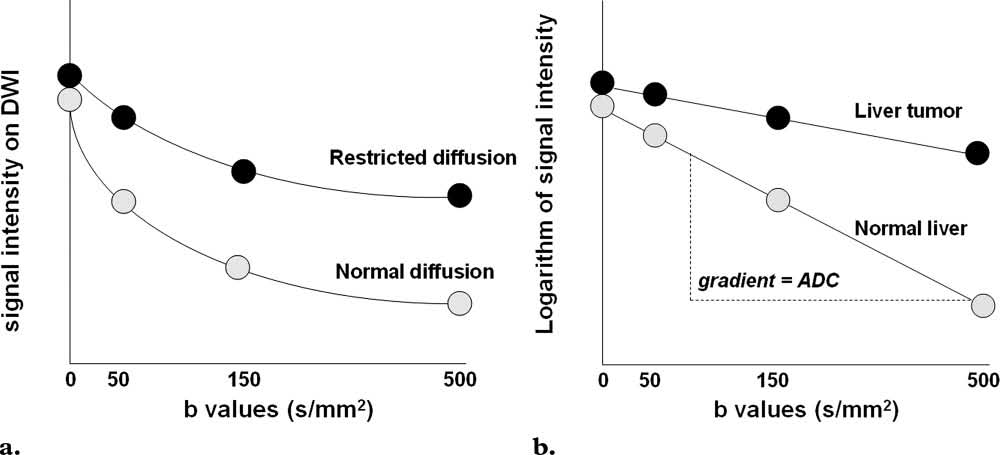 signal intensity on DWI
Restricted diffusion
Normal diffusion
0 50 150 500
b values (s/mm²)
a.
Logarithm of signal intensity
Liver tumor
Normal liver
gradient = ADC
0 50 150 500
b values (s/mm²)
b.